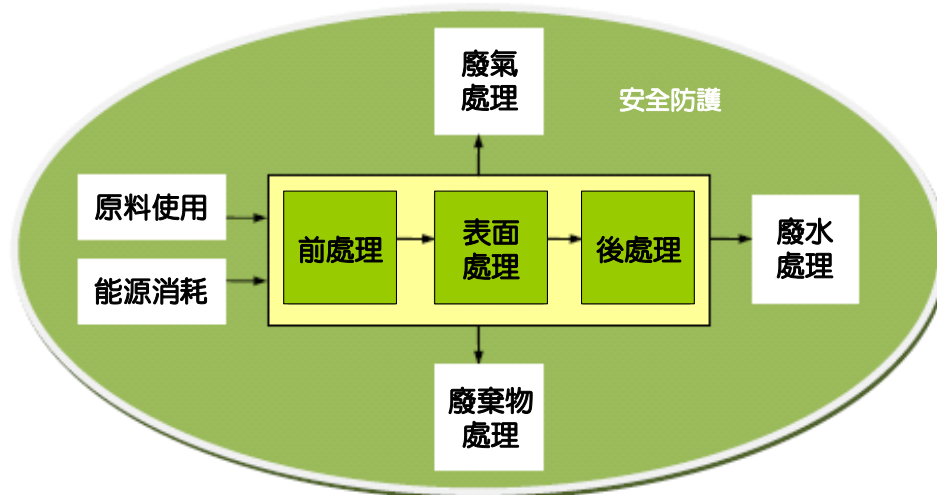 廢氣
處理
安全防護
原料使用
能源消耗
前處理
表面
處理
後處理
廢水
處理
廢棄物
處理